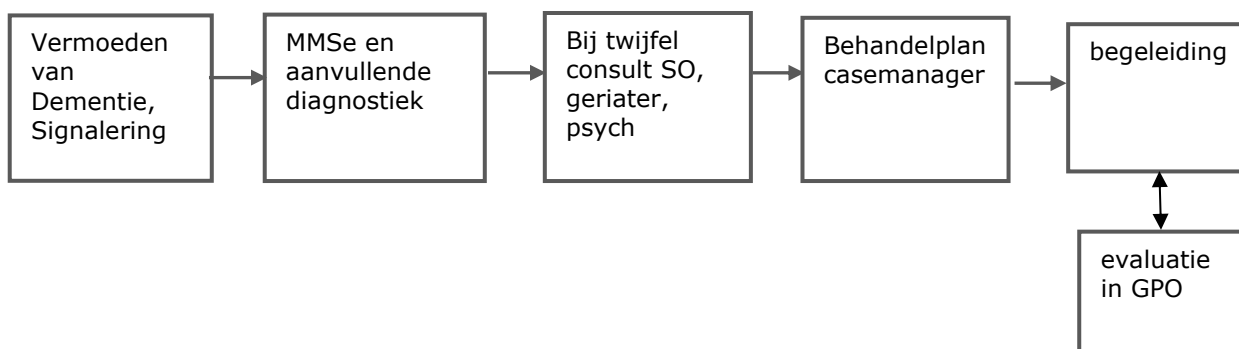 Vermoeden
van
Dementie,
Signalering
MMSe en
aanvullende
diagnostiek
Bij twijfel
consult SO,
geriater,
psych
Behandelplan
casemanager
begeleiding
evaluatie
in GPO